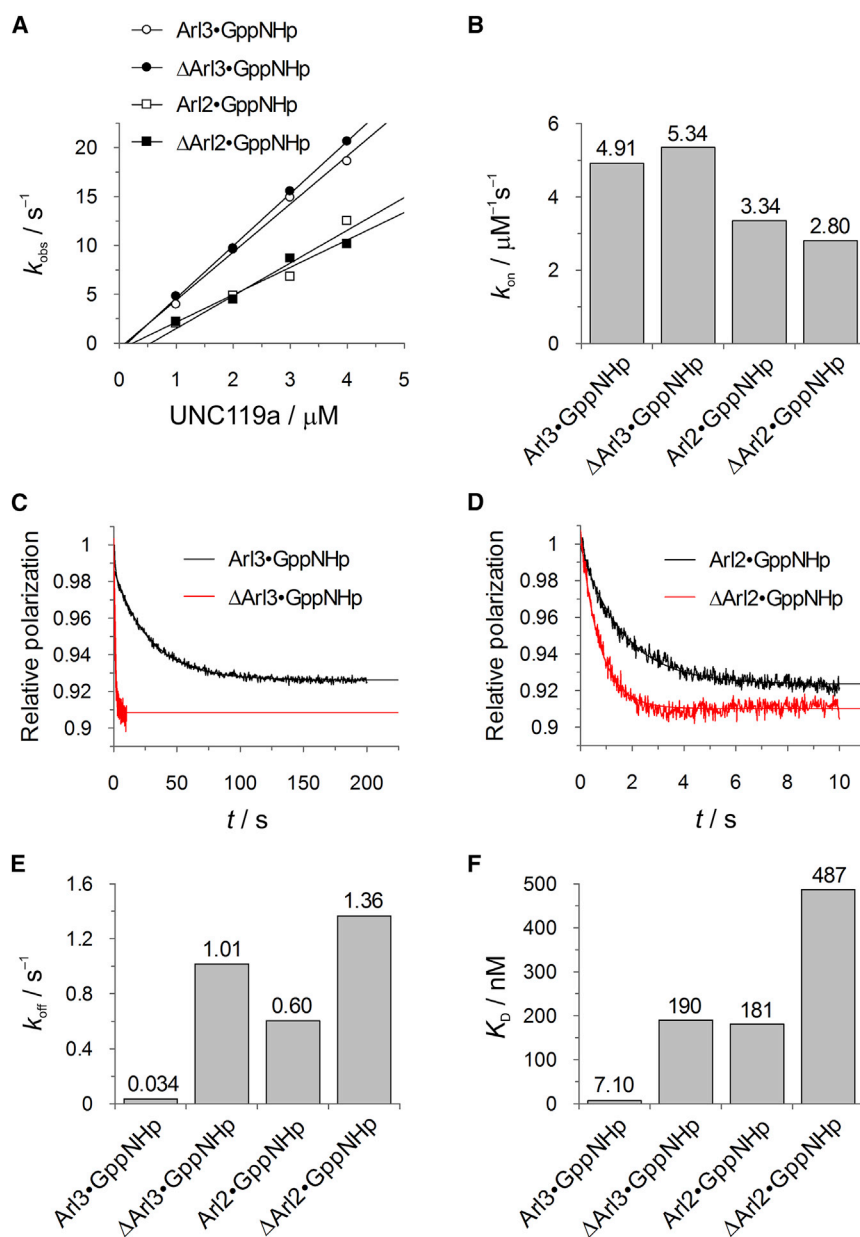 A
Arl3•GppNHp
ΔArl3•GppNHp
Arl2•GppNHp
ΔArl2•GppNHp
k_obs / s⁻¹
20
15
10
5
0
0 1 2 3 4 5
UNC119a / μM
B
k_on / μM⁻¹s⁻¹
6
4
2
0
4.91
5.34
3.34
2.80
Arl3•GppNHp
ΔArl3•GppNHp
Arl2•GppNHp
ΔArl2•GppNHp
C
Relative polarization
1
0.98
0.96
0.94
0.92
0.9
Arl3•GppNHp
ΔArl3•GppNHp
0 50 100 150 200
t / s
D
Relative polarization
1
0.98
0.96
0.94
0.92
0.9
Arl2•GppNHp
ΔArl2•GppNHp
0 2 4 6 8 10
t / s
E
k_off / s⁻¹
1.6
1.2
0.8
0.4
0
0.034
1.01
0.60
1.36
Arl3•GppNHp
ΔArl3•GppNHp
Arl2•GppNHp
ΔArl2•GppNHp
F
K_D / nM
500
400
300
200
100
0
7.10
190
181
487
Arl3•GppNHp
ΔArl3•GppNHp
Arl2•GppNHp
ΔArl2•GppNHp